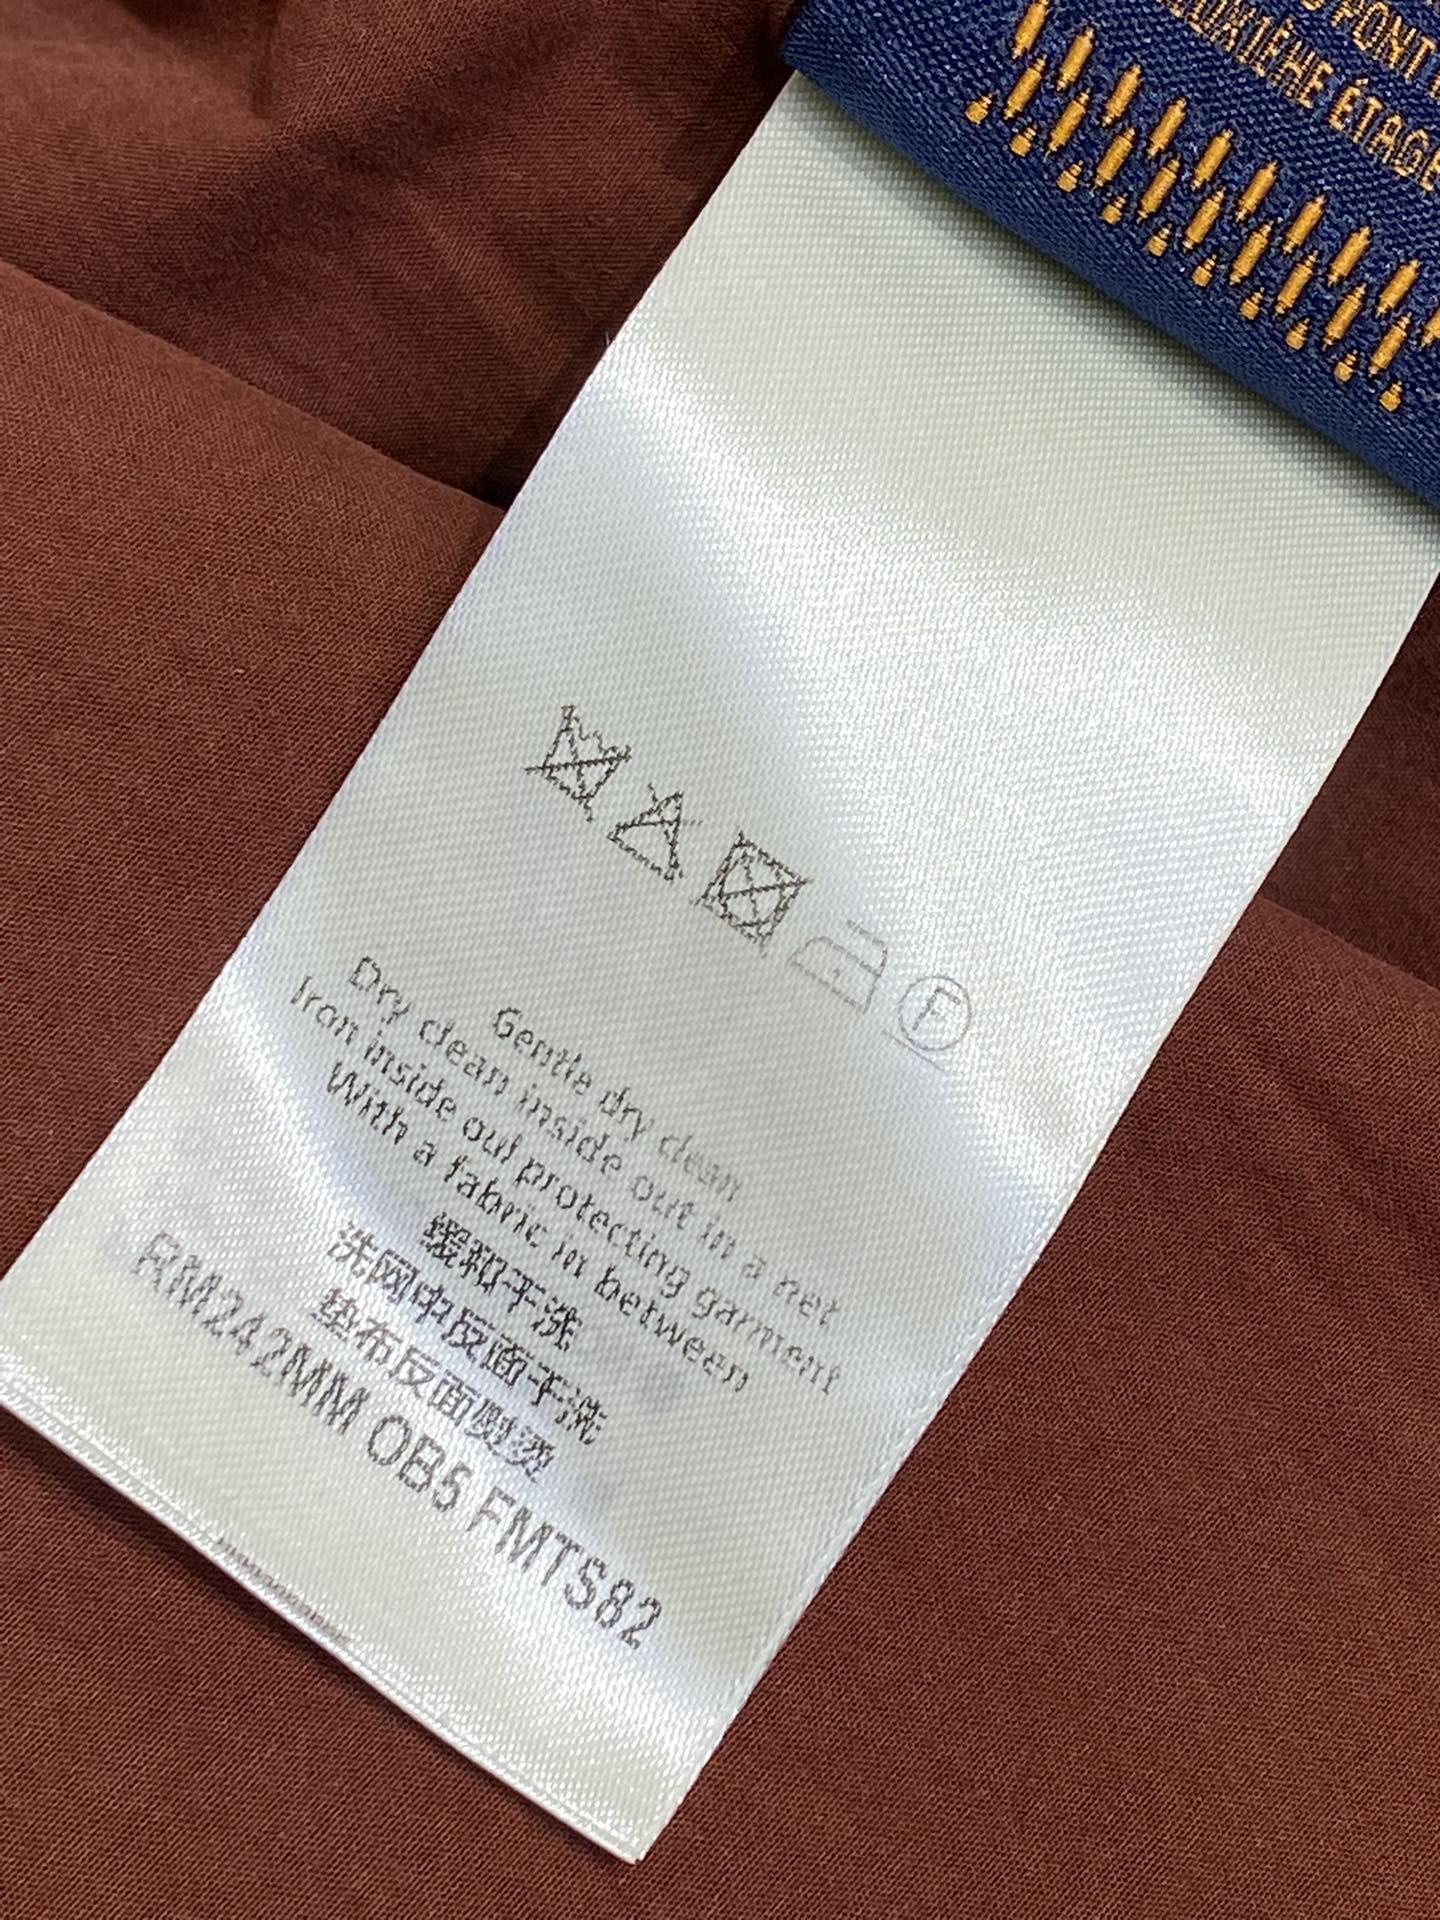 PONT
ÉTAGE
F
Gentle dry clean
Dry clean inside out in a net
Iron inside out protecting garment
With a fabric in between
缓和干洗
洗网中反面干洗
垫布反面熨烫
RM242MM OB5 FMTS82